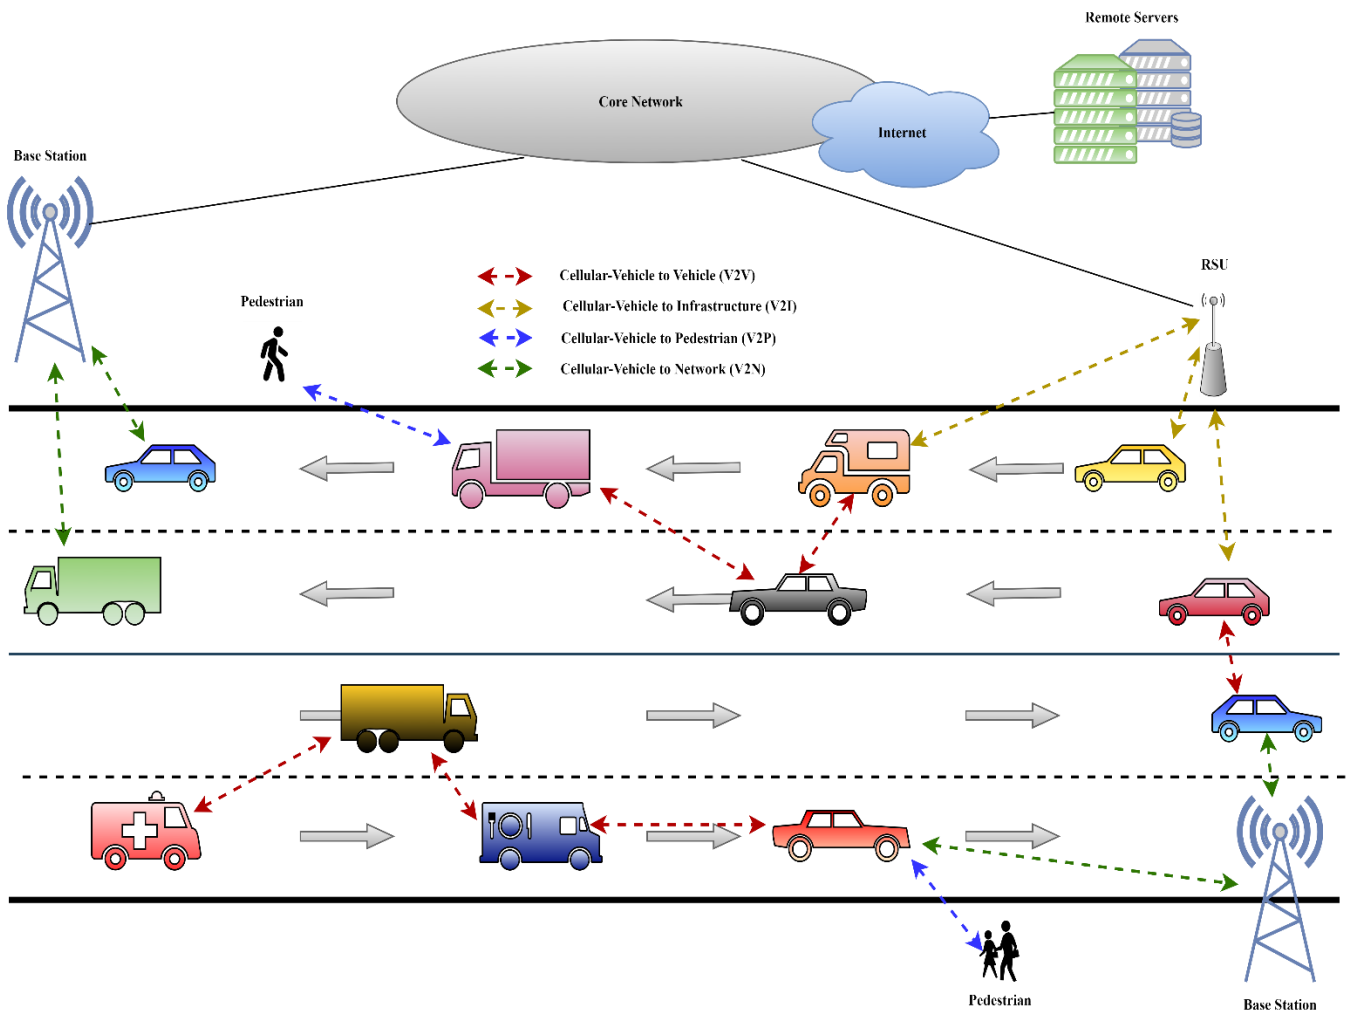 Remote Servers
Core Network
Internet
Base Station
RSU
Cellular-Vehicle to Vehicle (V2V)
Pedestrian
Cellular-Vehicle to Infrastructure (V2I)
Cellular-Vehicle to Pedestrian (V2P)
Cellular-Vehicle to Network (V2N)
Pedestrian
Base Station